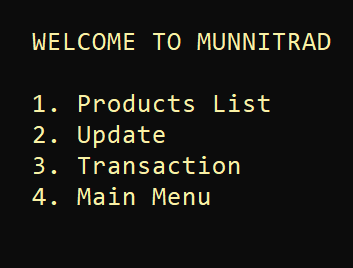 WELCOME TO MUNNITRAD
1. Products List
2. Update
3. Transaction
4. Main Menu